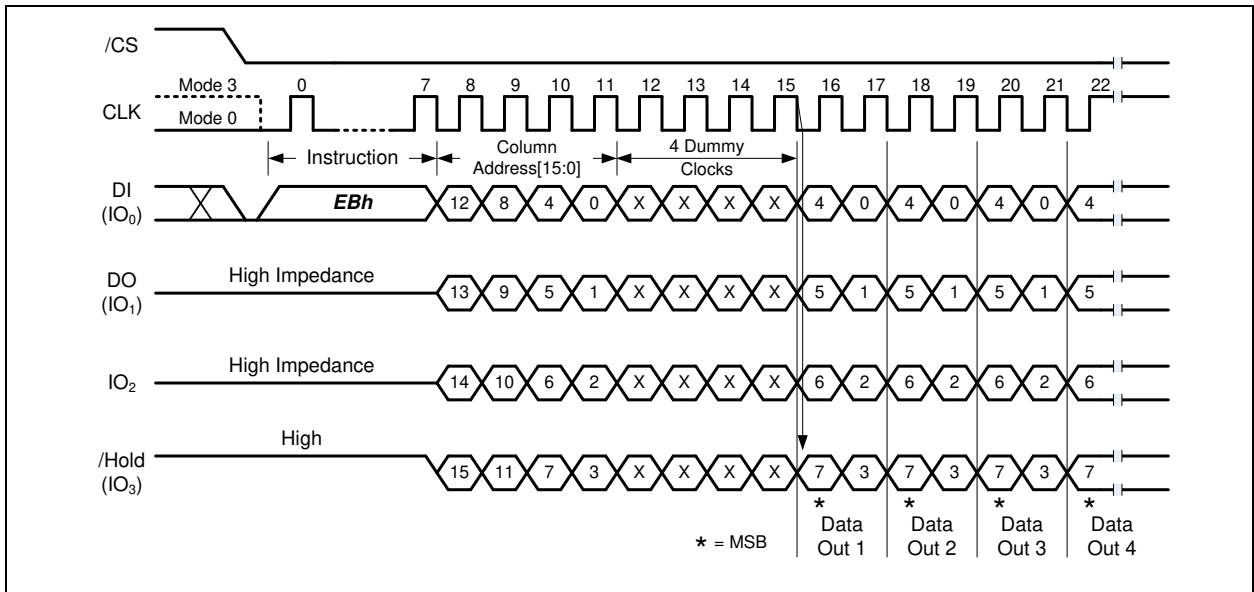 /CS
Mode 3 0 7 8 9 10 11 12 13 14 15 16 17 18 19 20 21 22
CLK
Mode 0
Instruction
Column
Address[15:0]
4 Dummy
Clocks
DI
(IO0)
EBh 12 8 4 0 X X X X 4 0 4 0 4 0 4 0 4
DO
(IO1)
High Impedance
13 9 5 1 X X X X 5 1 5 1 5 1 5 1 5
IO2
High Impedance
14 10 6 2 X X X X 6 2 6 2 6 2 6
/Hold
(IO3)
High
15 11 7 3 X X X X 7 3 7 3 7 3 7
* * * *
* = MSB
Data
Out 1
Data
Out 2
Data
Out 3
Data
Out 4